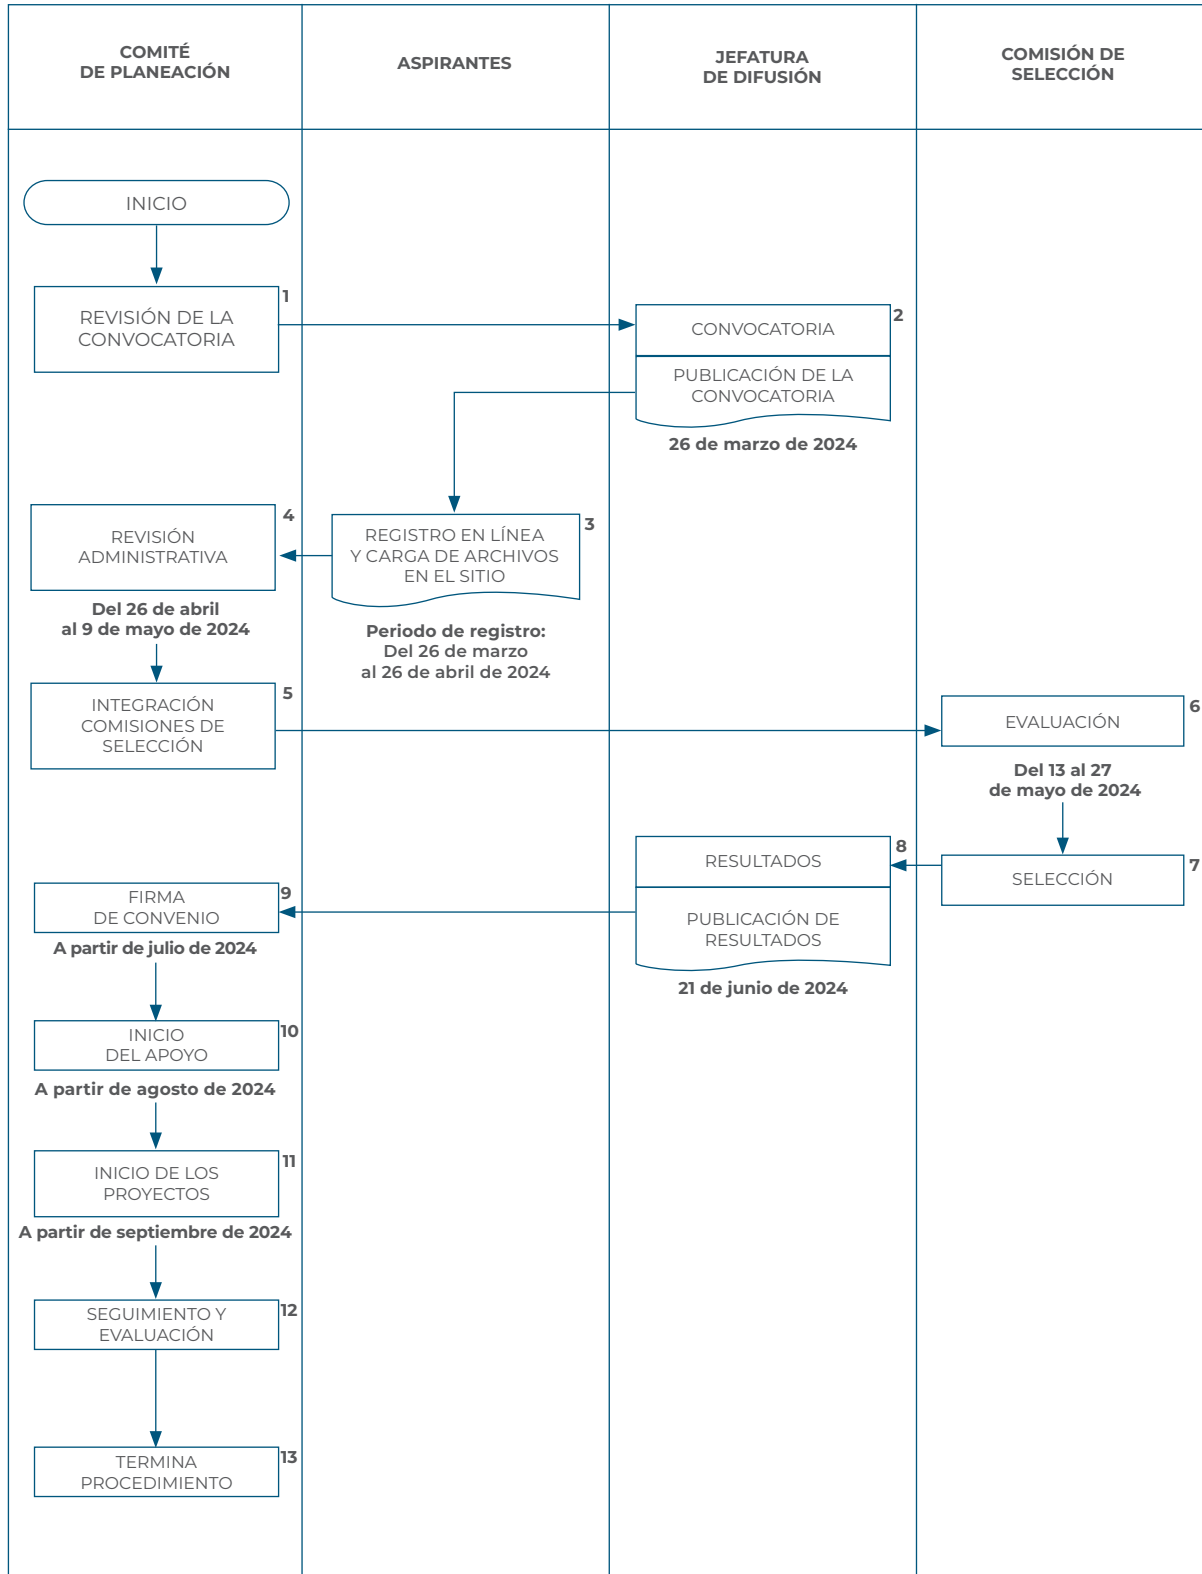 COMITÉ
DE PLANEACIÓN
ASPIRANTES
JEFATURA
DE DIFUSIÓN
COMISIÓN DE
SELECCIÓN
INICIO
1
REVISIÓN DE LA
CONVOCATORIA
2
CONVOCATORIA
PUBLICACIÓN DE LA
CONVOCATORIA
26 de marzo de 2024
3
REGISTRO EN LÍNEA
Y CARGA DE ARCHIVOS
EN EL SITIO
Periodo de registro:
Del 26 de marzo
al 26 de abril de 2024
4
REVISIÓN
ADMINISTRATIVA
Del 26 de abril
al 9 de mayo de 2024
5
INTEGRACIÓN
COMISIONES DE
SELECCIÓN
6
EVALUACIÓN
Del 13 al 27
de mayo de 2024
7
SELECCIÓN
8
RESULTADOS
PUBLICACIÓN DE
RESULTADOS
21 de junio de 2024
9
FIRMA
DE CONVENIO
A partir de julio de 2024
10
INICIO
DEL APOYO
A partir de agosto de 2024
11
INICIO DE LOS
PROYECTOS
A partir de septiembre de 2024
12
SEGUIMIENTO Y
EVALUACIÓN
13
TERMINA
PROCEDIMIENTO